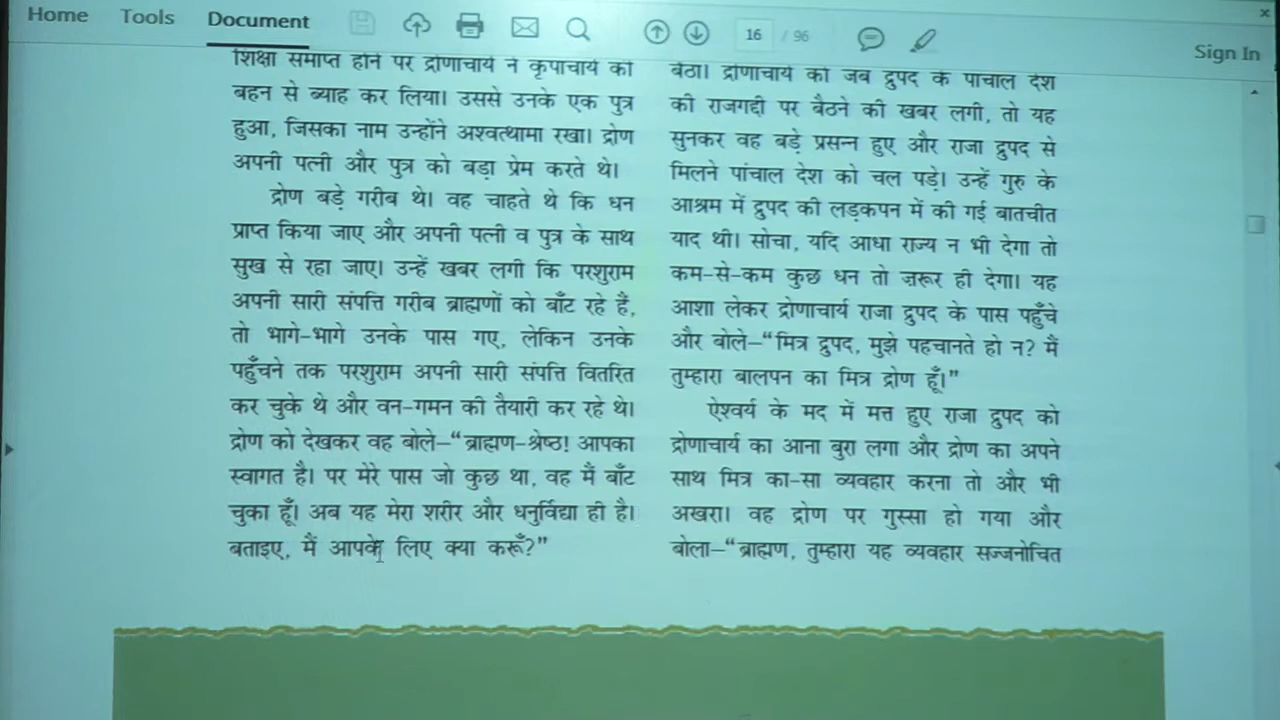 Home Tools Document 16 / 96 Sign In
शिक्षा समाप्त होने पर द्रोणाचार्य ने कृपाचार्य की
बहन से ब्याह कर लिया। उससे उनके एक पुत्र
हुआ, जिसका नाम उन्होंने अश्वत्थामा रखा। द्रोण
अपनी पत्नी और पुत्र को बड़ा प्रेम करते थे।
द्रोण बड़े गरीब थे। वह चाहते थे कि धन
प्राप्त किया जाए और अपनी पत्नी व पुत्र के साथ
सुख से रहा जाए। उन्हें खबर लगी कि परशुराम
अपनी सारी संपत्ति गरीब ब्राह्मणों को बाँट रहे हैं,
तो भागे-भागे उनके पास गए, लेकिन उनके
पहुँचने तक परशुराम अपनी सारी संपत्ति वितरित
कर चुके थे और वन-गमन की तैयारी कर रहे थे।
द्रोण को देखकर वह बोले–“ब्राह्मण-श्रेष्ठ! आपका
स्वागत है। पर मेरे पास जो कुछ था, वह मैं बाँट
चुका हूँ। अब यह मेरा शरीर और धनुर्विद्या ही है।
बताइए, मैं आपके लिए क्या करूँ?”
बैठा। द्रोणाचार्य को जब द्रुपद के पांचाल देश
की राजगद्दी पर बैठने की खबर लगी, तो यह
सुनकर वह बड़े प्रसन्न हुए और राजा द्रुपद से
मिलने पांचाल देश को चल पड़े। उन्हें गुरु के
आश्रम में द्रुपद की लड़कपन में की गई बातचीत
याद थी। सोचा, यदि आधा राज्य न भी देगा तो
कम-से-कम कुछ धन तो ज़रूर ही देगा। यह
आशा लेकर द्रोणाचार्य राजा द्रुपद के पास पहुँचे
और बोले–“मित्र द्रुपद, मुझे पहचानते हो न? मैं
तुम्हारा बालपन का मित्र द्रोण हूँ।”
ऐश्वर्य के मद में मत्त हुए राजा द्रुपद को
द्रोणाचार्य का आना बुरा लगा और द्रोण का अपने
साथ मित्र का-सा व्यवहार करना तो और भी
अखरा। वह द्रोण पर गुस्सा हो गया और
बोला–“ब्राह्मण, तुम्हारा यह व्यवहार सज्जनोचित